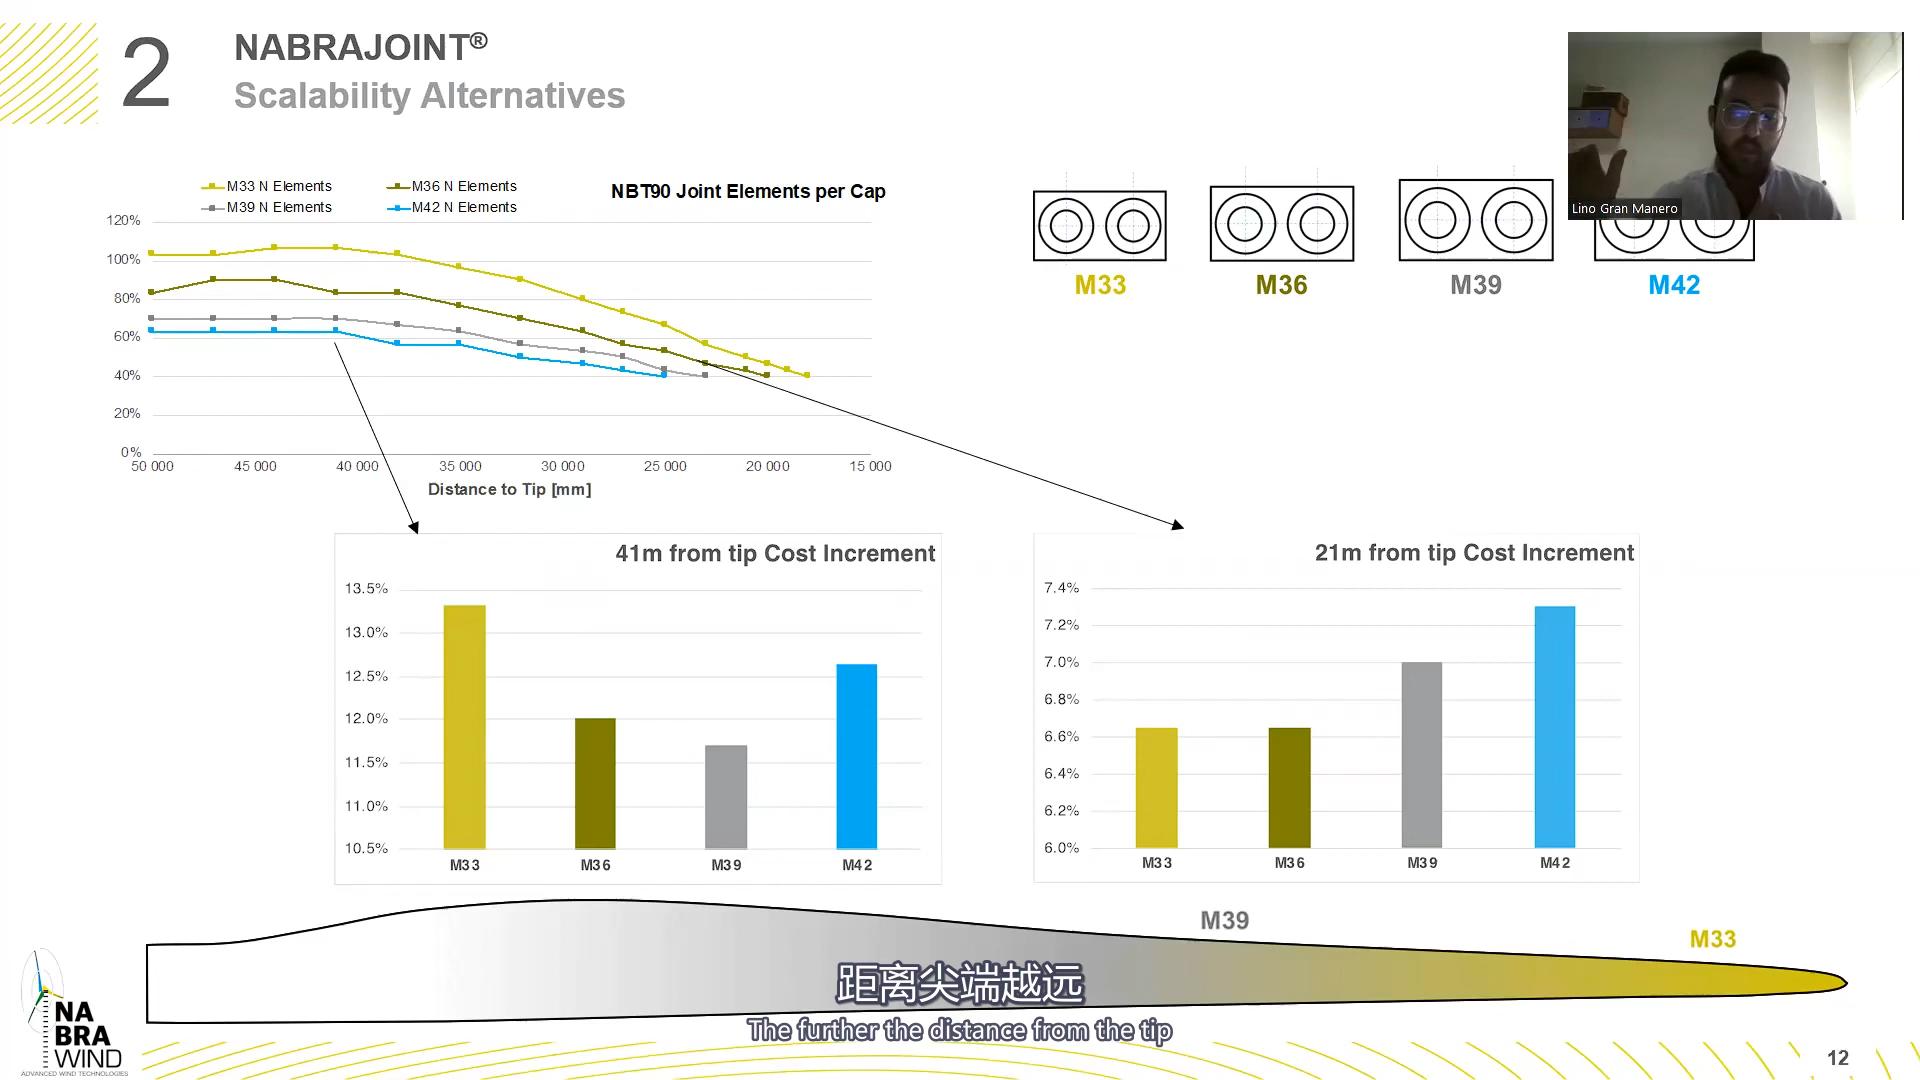 2
NABRAJOINT®
Scalability Alternatives
Lino Gran Manero
M33 N Elements
M36 N Elements
M39 N Elements
M42 N Elements
NBT90 Joint Elements per Cap
120%
100%
80%
60%
40%
20%
0%
50 000
45 000
40 000
35 000
30 000
25 000
20 000
15 000
Distance to Tip [mm]
M33
M36
M39
M42
41m from tip Cost Increment
13.5%
13.0%
12.5%
12.0%
11.5%
11.0%
10.5%
M33
M36
M39
M42
21m from tip Cost Increment
7.4%
7.2%
7.0%
6.8%
6.6%
6.4%
6.2%
6.0%
M33
M36
M39
M42
M39
M33
距离尖端越远
The further the distance from the tip
NA
BRA
WIND
ADVANCED WIND TECHNOLOGIES
12